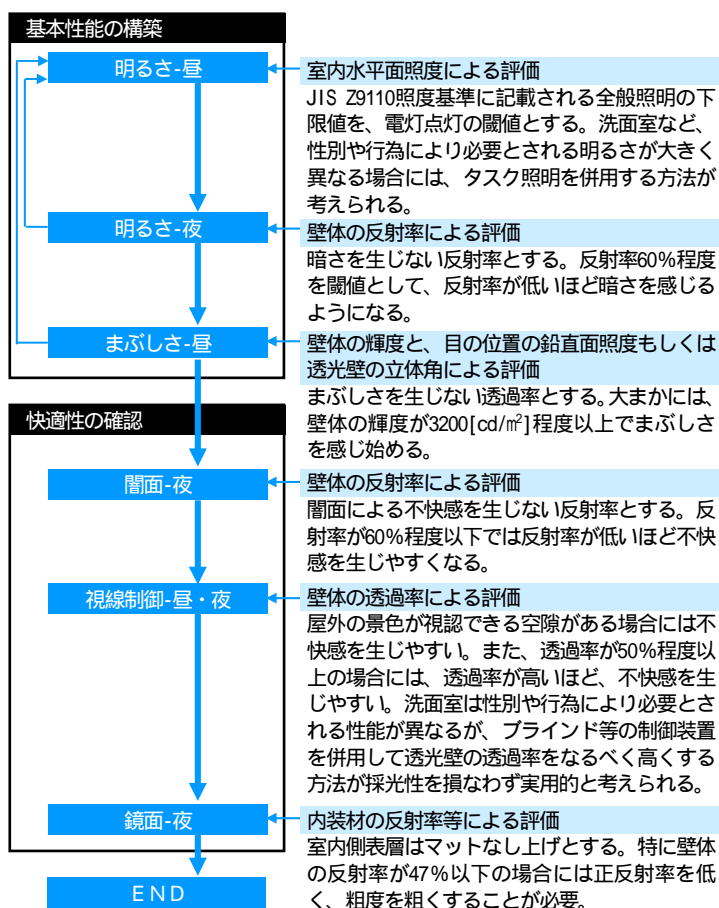 基本性能の構築
明るさ-昼
室内水平面照度による評価
JIS Z9110照度基準に記載される全般照明の下
限値を、電灯点灯の閾値とする。洗面室など、
性別や行為により必要とされる明るさが大きく
異なる場合には、タスク照明を併用する方法が
考えられる。
明るさ-夜
壁体の反射率による評価
暗さを生じない反射率とする。反射率60%程度
を閾値として、反射率が低いほど暗さを感じる
ようになる。
まぶしさ-昼
壁体の輝度と、目の位置の鉛直面照度もしくは
透光壁の立体角による評価
まぶしさを生じない透過率とする。大まかには、
壁体の輝度が3200[cd/㎡]程度以上でまぶしさ
を感じ始める。
快適性の確認
闇面-夜
壁体の反射率による評価
闇面による不快感を生じない反射率とする。反
射率が60%程度以下では反射率が低いほど不快
感を生じやすくなる。
視線制御-昼・夜
壁体の透過率による評価
屋外の景色が視認できる空隙がある場合には不
快感を生じやすい。また、透過率が50%程度以
上の場合には、透過率が高いほど、不快感を生
じやすい。洗面室は性別や行為により必要とさ
れる性能が異なるが、ブラインド等の制御装置
を併用して透光壁の透過率をなるべく高くする
方法が採光性を損なわず実用的と考えられる。
鏡面-夜
内装材の反射率等による評価
室内側表層はマットなし上げとする。特に壁体
の反射率が47%以下の場合には正反射率を低
く、粗度を粗くすることが必要。
END